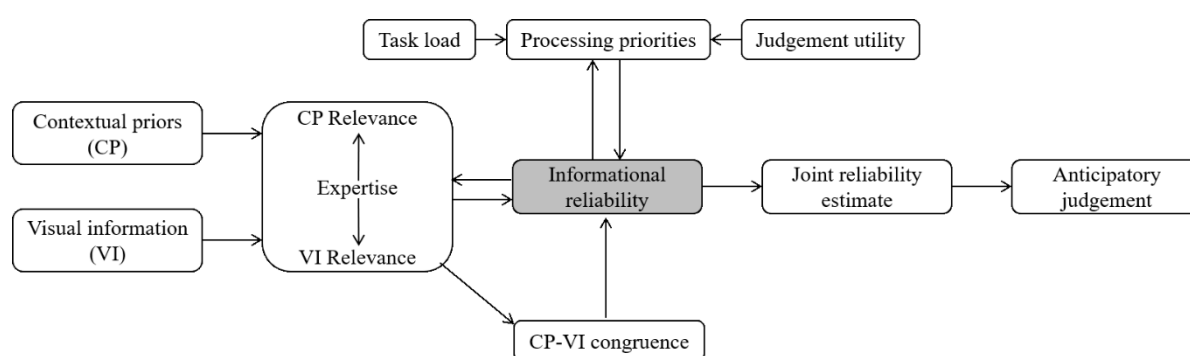 Task load
Processing priorities
Judgement utility
Contextual priors
(CP)
CP Relevance
Expertise
VI Relevance
Visual information
(VI)
Informational
reliability
Joint reliability
estimate
Anticipatory
judgement
CP-VI congruence